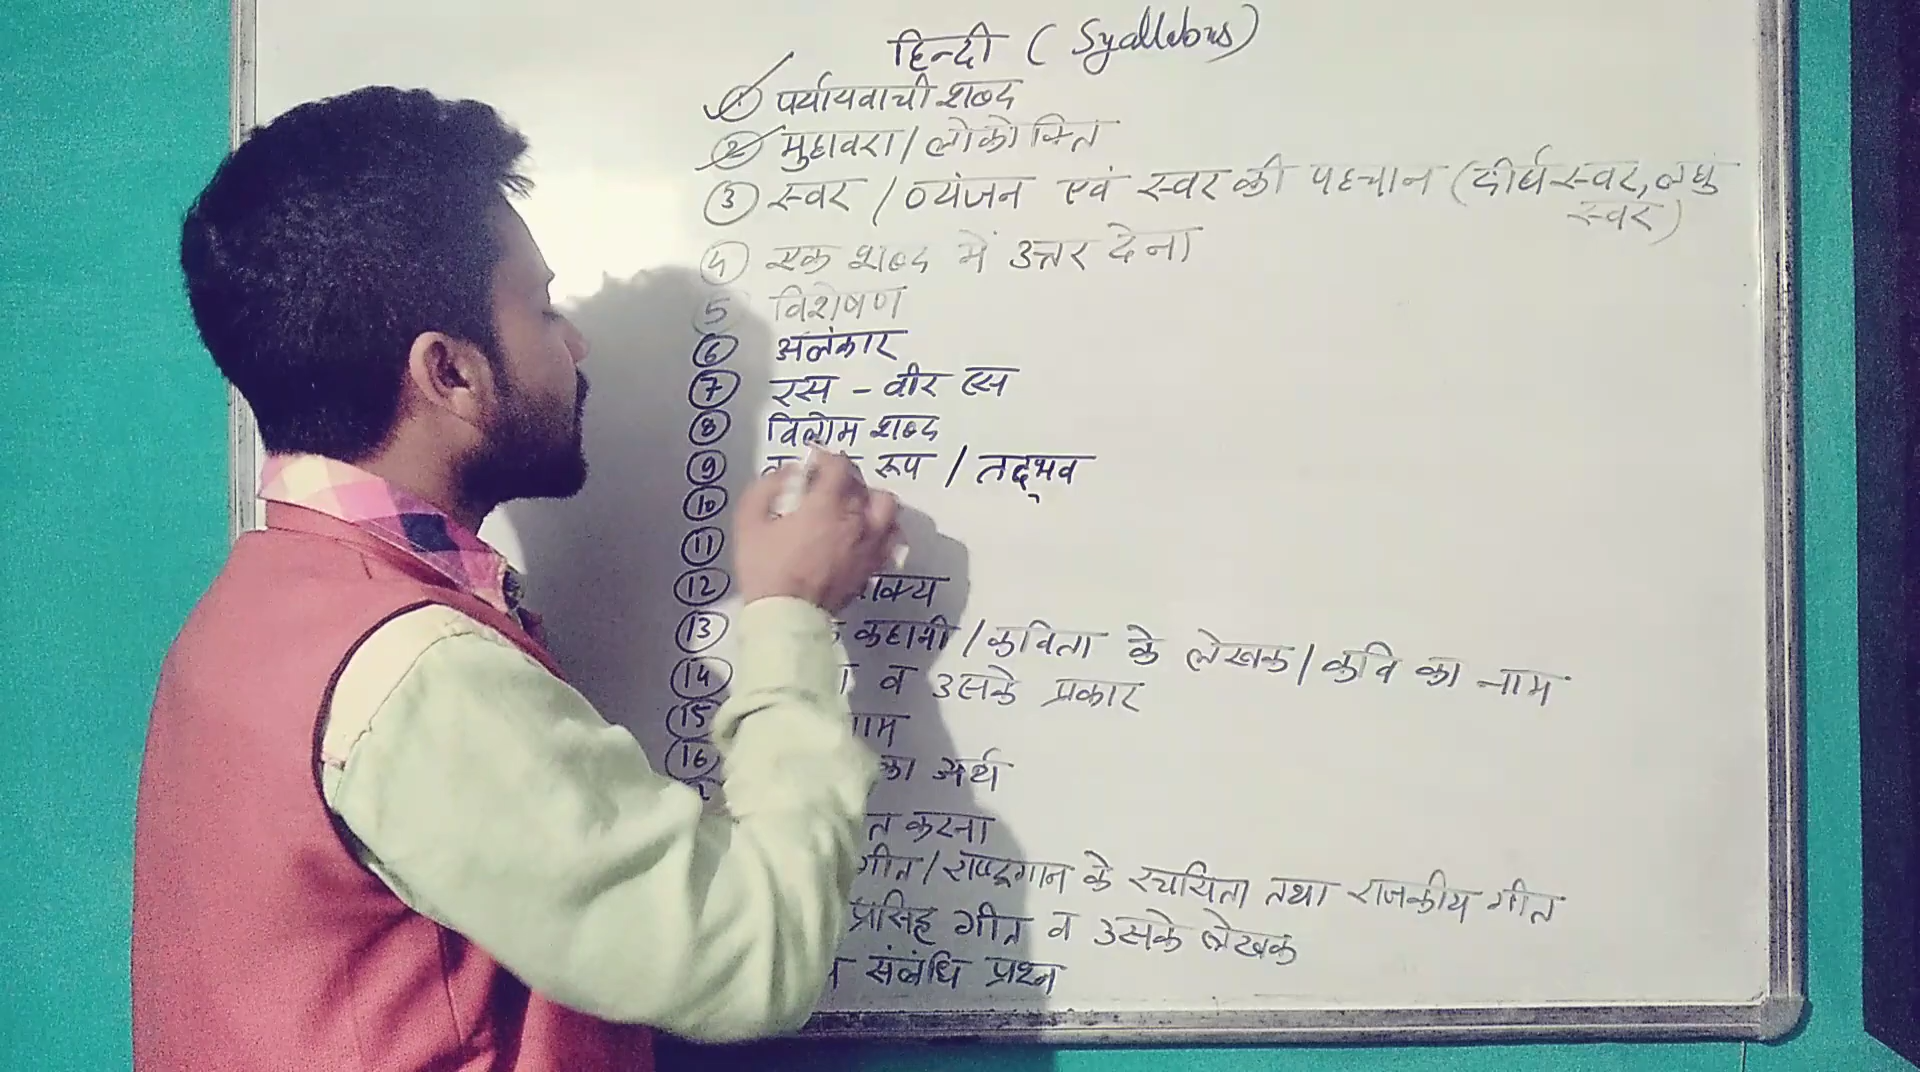 हिन्दी ( Syallebus)
① पर्यायवाची शब्द
② मुहावरा / लोकोक्ति
③ स्वर / व्यंजन एवं स्वर की पहचान (दीर्घ स्वर, लघु
स्वर)
④ एक शब्द में उत्तर देना
5 विशेषण
⑥ अलंकार
⑦ रस - वीर रस
⑧ विलोम शब्द
⑨ रूप / तद्भव
⑩
⑪
⑫ वाक्य
⑬ कहानी / कविता के लेखक / कवि का नाम
⑭ व उसके प्रकार
⑮
⑯ का अर्थ
करना
गीत / राष्ट्रगान के रचयिता तथा राजकीय गीत
प्रसिद्ध गीत व उसके लेखक
संबंधि प्रश्न